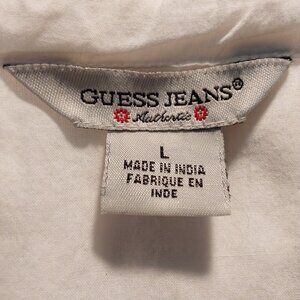 GUESS JEANS®
Authentic
L
MADE IN INDIA
FABRIQUE EN
INDE